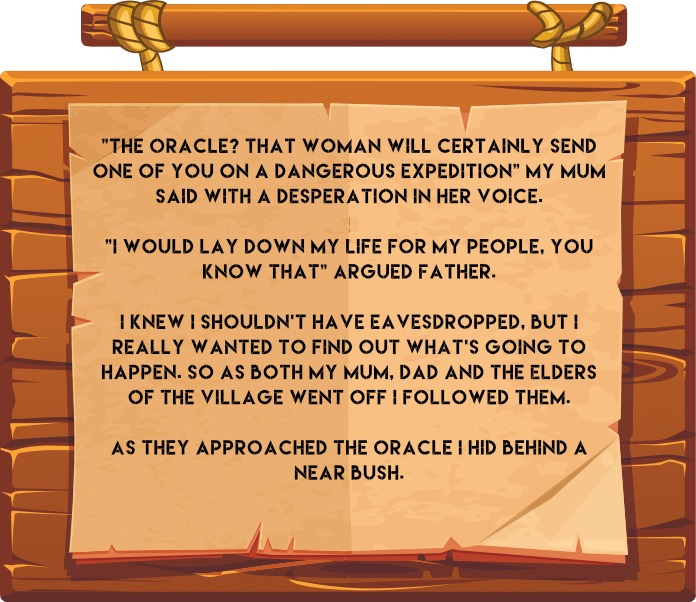 "THE ORACLE? THAT WOMAN WILL CERTAINLY SEND
ONE OF YOU ON A DANGEROUS EXPEDITION" MY MUM
SAID WITH A DESPERATION IN HER VOICE.
"I WOULD LAY DOWN MY LIFE FOR MY PEOPLE, YOU
KNOW THAT" ARGUED FATHER.
I KNEW I SHOULDN'T HAVE EAVESDROPPED, BUT I
REALLY WANTED TO FIND OUT WHAT'S GOING TO
HAPPEN. SO AS BOTH MY MUM, DAD AND THE ELDERS
OF THE VILLAGE WENT OFF I FOLLOWED THEM.
AS THEY APPROACHED THE ORACLE I HID BEHIND A
NEAR BUSH.